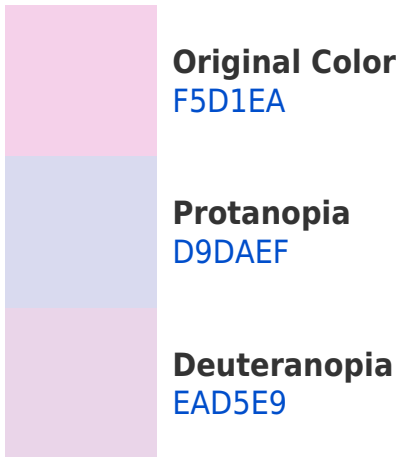 Original Color
F5D1EA
Protanopia
D9DAEF
Deuteranopia
EAD5E9